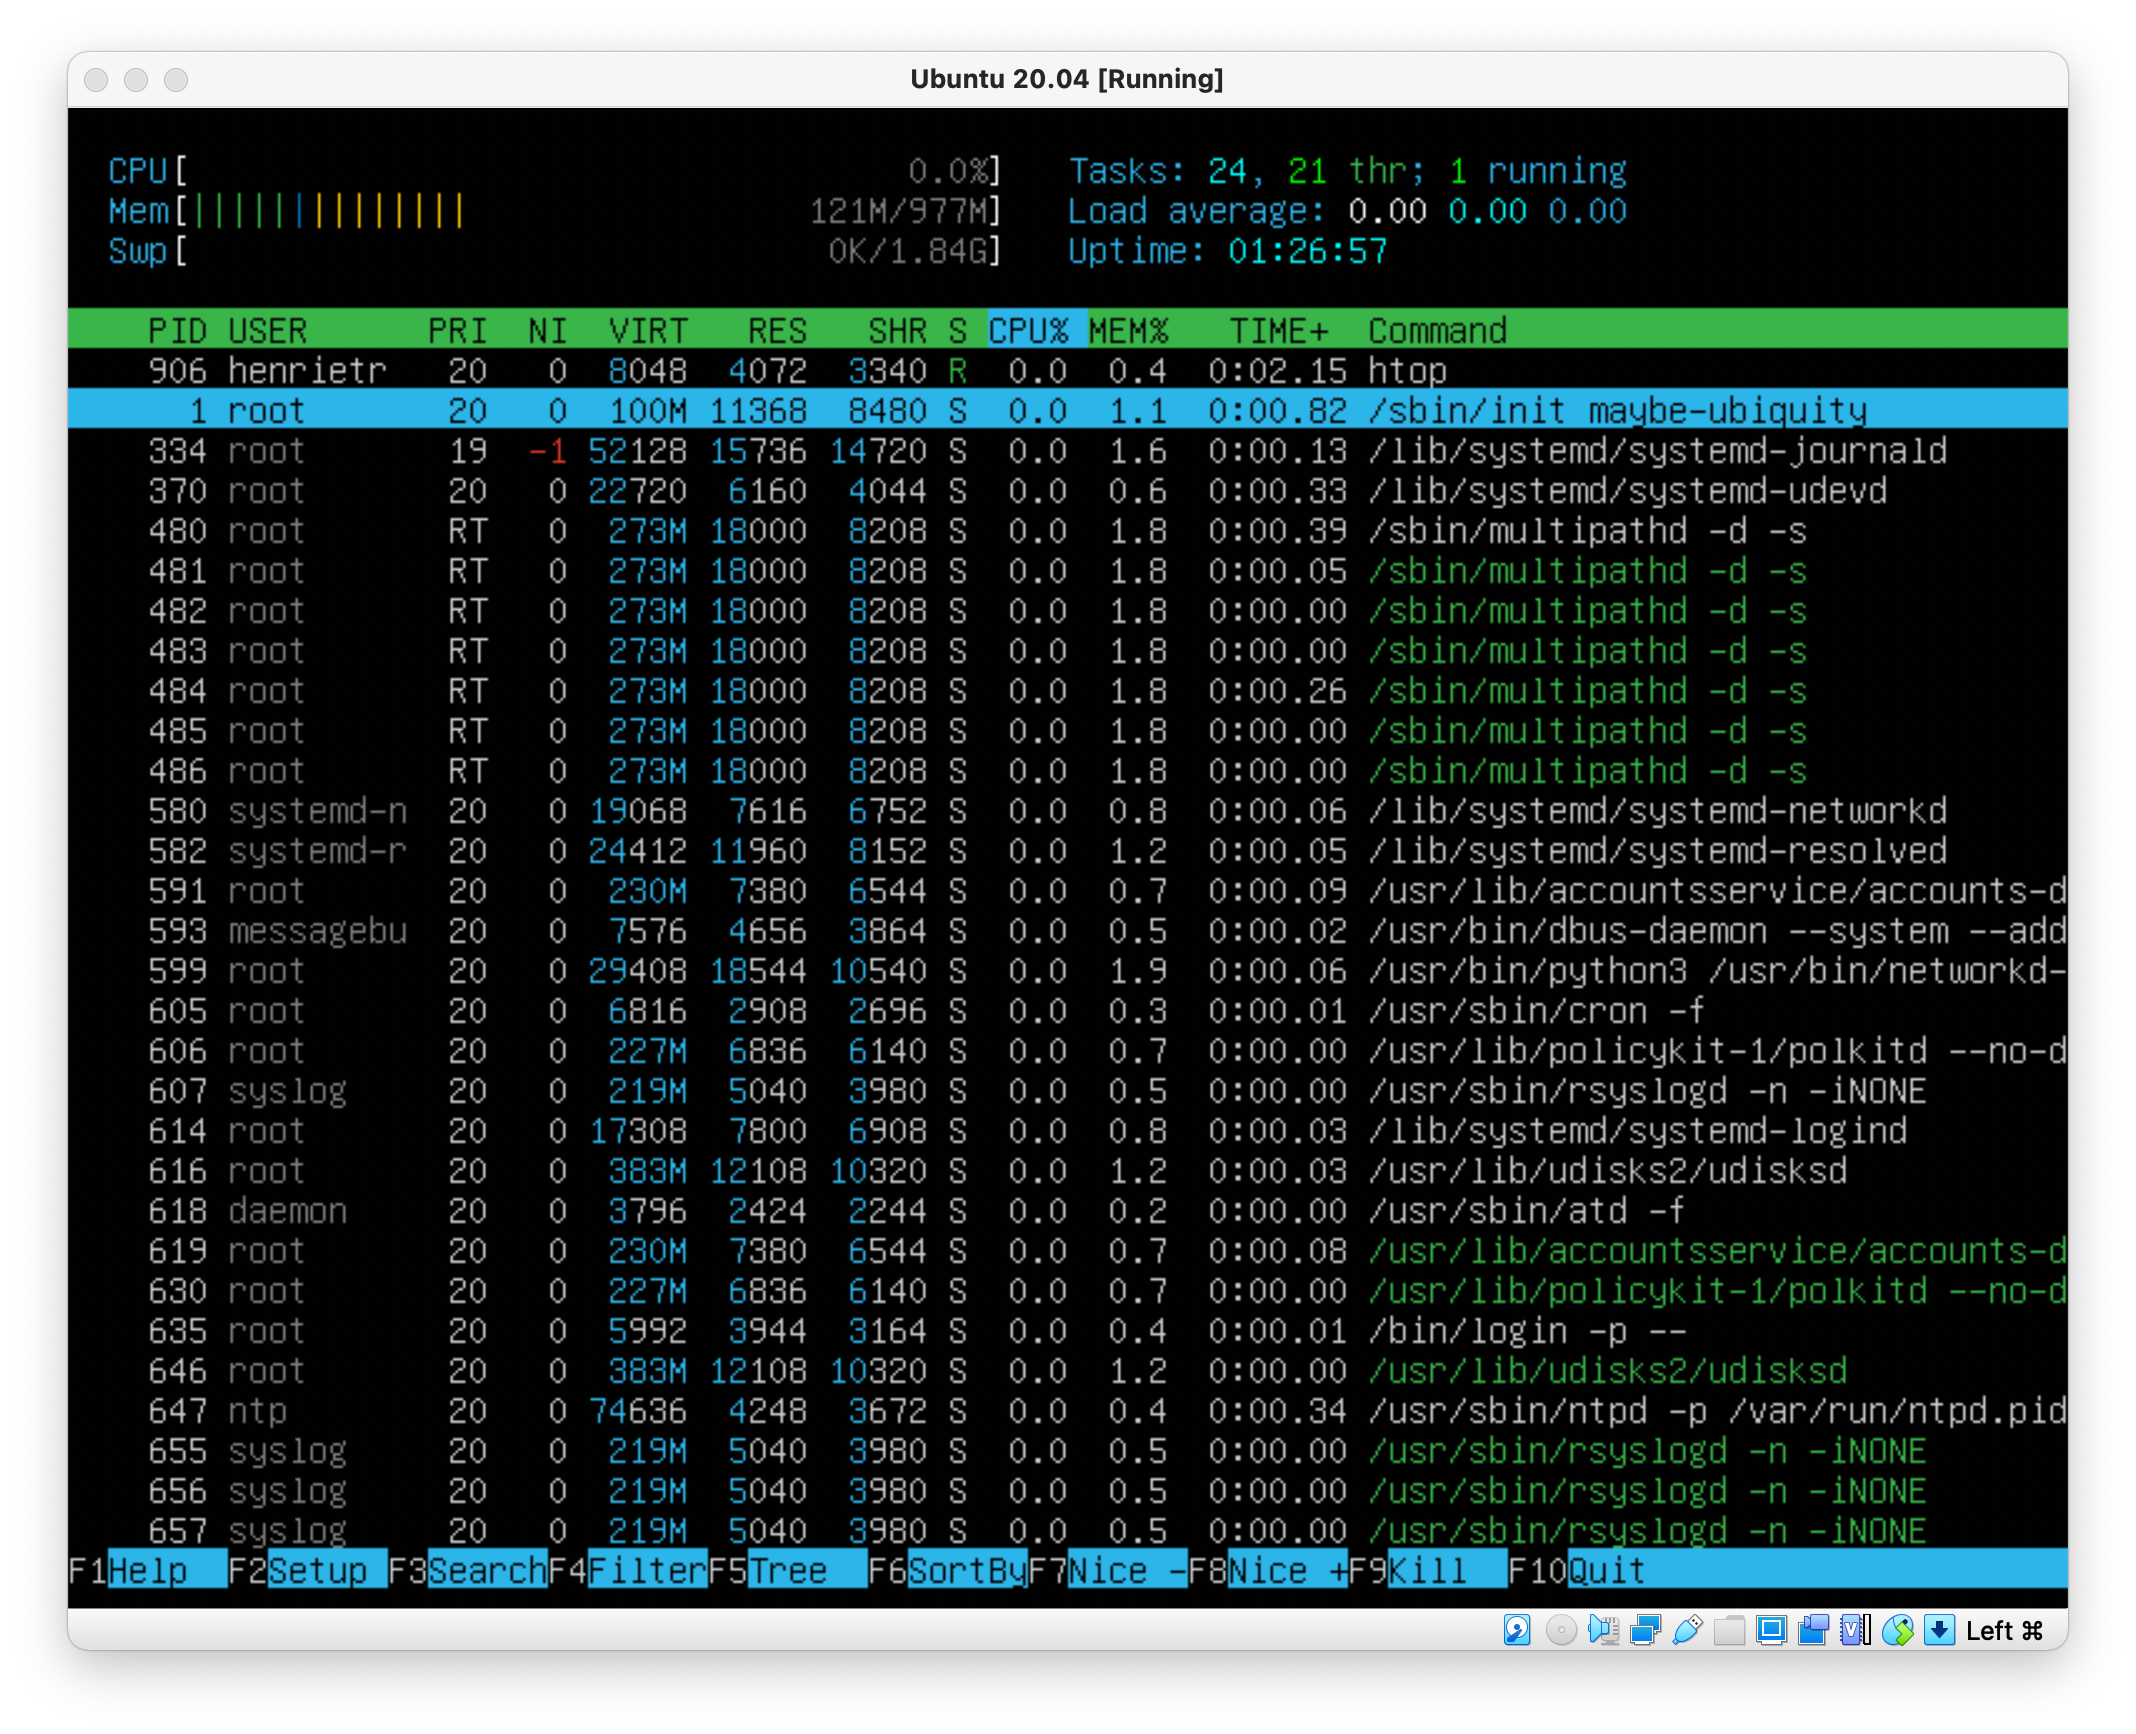 Ubuntu 20.04 [Running]
CPU[ 0.0%] Tasks: 24, 21 thr; 1 running
Mem[||||||||||||||121M/977M] Load average: 0.00 0.00 0.00
Swp[ 0K/1.84G] Uptime: 01:26:57
PID USER PRI NI VIRT RES SHR S CPU% MEM% TIME+ Command
906 henrietr 20 0 8048 4072 3340 R 0.0 0.4 0:02.15 htop
1 root 20 0 100M 11368 8480 S 0.0 1.1 0:00.82 /sbin/init maybe-ubiquity
334 root 19 -1 52128 15736 14720 S 0.0 1.6 0:00.13 /lib/systemd/systemd-journald
370 root 20 0 22720 6160 4044 S 0.0 0.6 0:00.33 /lib/systemd/systemd-udevd
480 root RT 0 273M 18000 8208 S 0.0 1.8 0:00.39 /sbin/multipathd -d -s
481 root RT 0 273M 18000 8208 S 0.0 1.8 0:00.05 /sbin/multipathd -d -s
482 root RT 0 273M 18000 8208 S 0.0 1.8 0:00.00 /sbin/multipathd -d -s
483 root RT 0 273M 18000 8208 S 0.0 1.8 0:00.00 /sbin/multipathd -d -s
484 root RT 0 273M 18000 8208 S 0.0 1.8 0:00.26 /sbin/multipathd -d -s
485 root RT 0 273M 18000 8208 S 0.0 1.8 0:00.00 /sbin/multipathd -d -s
486 root RT 0 273M 18000 8208 S 0.0 1.8 0:00.00 /sbin/multipathd -d -s
580 systemd-n 20 0 19068 7616 6752 S 0.0 0.8 0:00.06 /lib/systemd/systemd-networkd
582 systemd-r 20 0 24412 11960 8152 S 0.0 1.2 0:00.05 /lib/systemd/systemd-resolved
591 root 20 0 230M 7380 6544 S 0.0 0.7 0:00.09 /usr/lib/accountsservice/accounts-d
593 messagebu 20 0 7576 4656 3864 S 0.0 0.5 0:00.02 /usr/bin/dbus-daemon --system --add
599 root 20 0 29408 18544 10540 S 0.0 1.9 0:00.06 /usr/bin/python3 /usr/bin/networkd-
605 root 20 0 6816 2908 2696 S 0.0 0.3 0:00.01 /usr/sbin/cron -f
606 root 20 0 227M 6836 6140 S 0.0 0.7 0:00.00 /usr/lib/policykit-1/polkitd --no-d
607 syslog 20 0 219M 5040 3980 S 0.0 0.5 0:00.00 /usr/sbin/rsyslogd -n -iNONE
614 root 20 0 17308 7800 6908 S 0.0 0.8 0:00.03 /lib/systemd/systemd-logind
616 root 20 0 383M 12108 10320 S 0.0 1.2 0:00.03 /usr/lib/udisks2/udisksd
618 daemon 20 0 3796 2424 2244 S 0.0 0.2 0:00.00 /usr/sbin/atd -f
619 root 20 0 230M 7380 6544 S 0.0 0.7 0:00.08 /usr/lib/accountsservice/accounts-d
630 root 20 0 227M 6836 6140 S 0.0 0.7 0:00.00 /usr/lib/policykit-1/polkitd --no-d
635 root 20 0 5992 3944 3164 S 0.0 0.4 0:00.01 /bin/login -p --
646 root 20 0 383M 12108 10320 S 0.0 1.2 0:00.00 /usr/lib/udisks2/udisksd
647 ntp 20 0 74636 4248 3672 S 0.0 0.4 0:00.34 /usr/sbin/ntpd -p /var/run/ntpd.pid
655 syslog 20 0 219M 5040 3980 S 0.0 0.5 0:00.00 /usr/sbin/rsyslogd -n -iNONE
656 syslog 20 0 219M 5040 3980 S 0.0 0.5 0:00.00 /usr/sbin/rsyslogd -n -iNONE
657 syslog 20 0 219M 5040 3980 S 0.0 0.5 0:00.00 /usr/sbin/rsyslogd -n -iNONE
F1Help F2Setup F3SearchF4FilterF5Tree F6SortByF7Nice -F8Nice +F9Kill F10Quit
Left ⌘